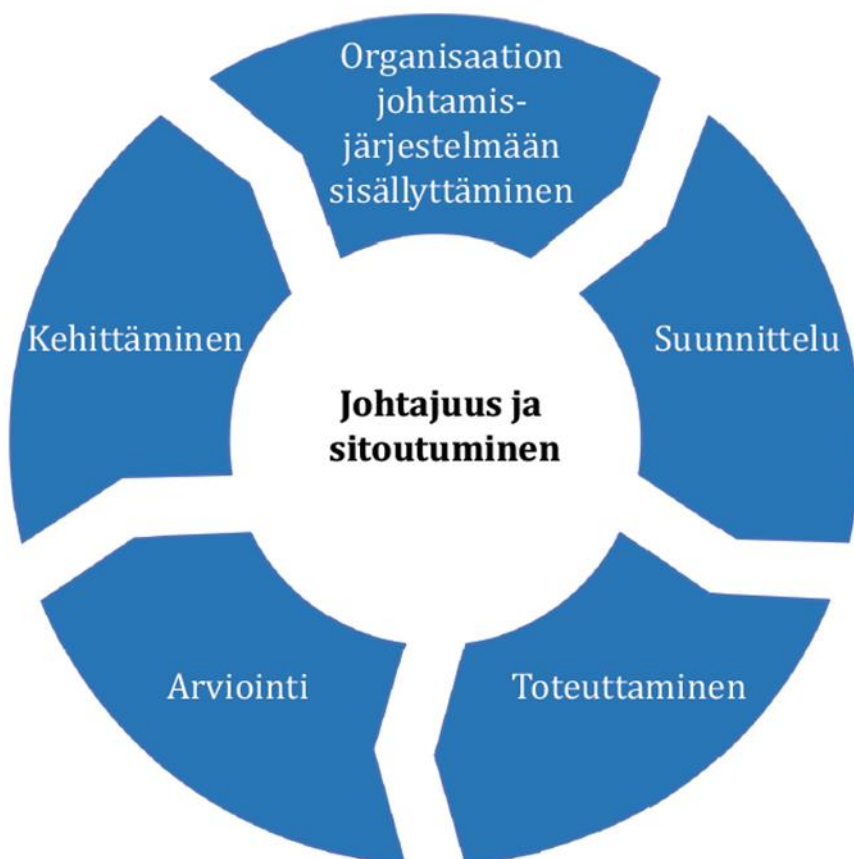 Organisaation
johtamis-
järjestelmään
sisällyttäminen
Suunnittelu
Toteuttaminen
Arviointi
Kehittäminen
Johtajuus ja
sitoutuminen